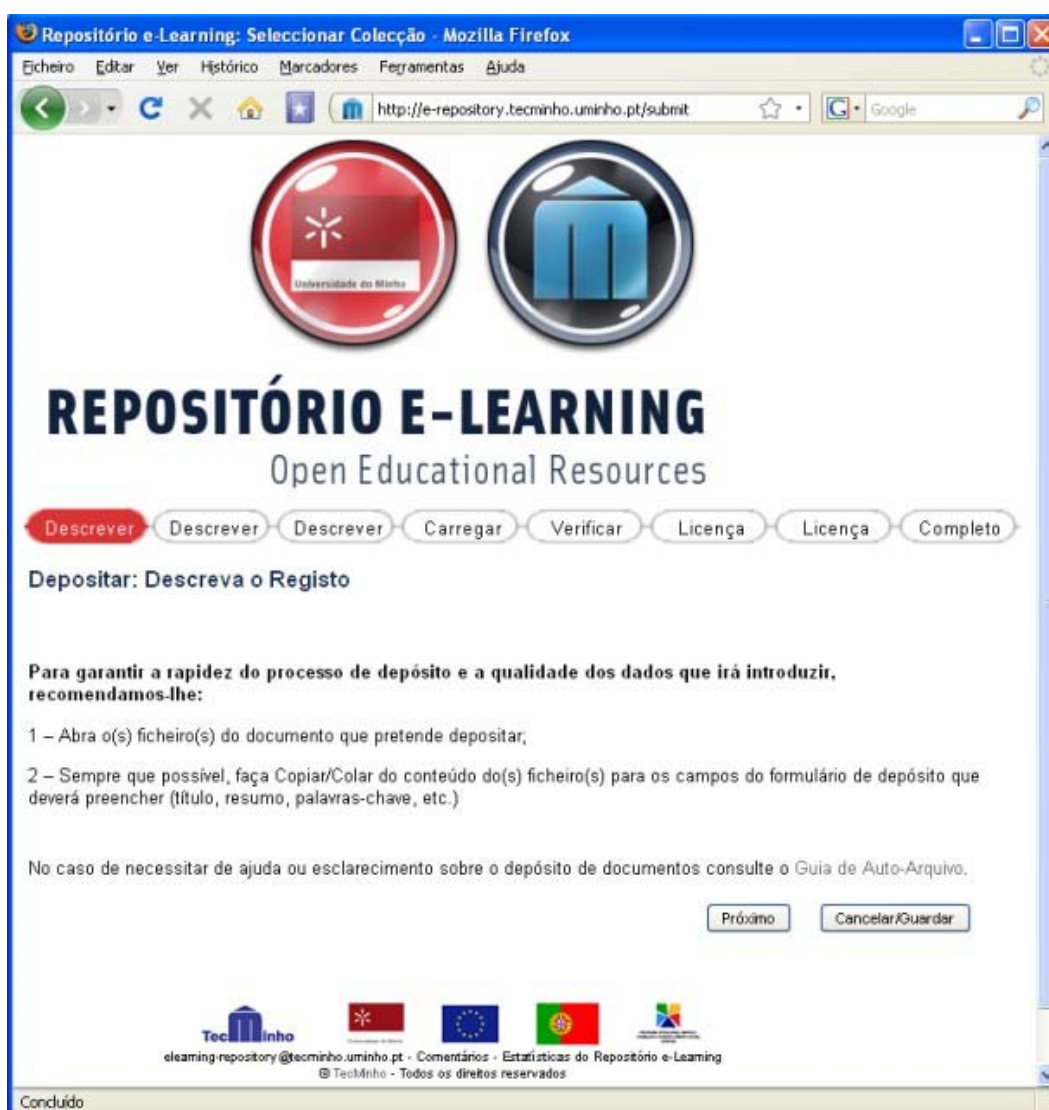 Repositório e-Learning: Seleccionar Colecção - Mozilla Firefox
Ficheiro Editar Ver Histórico Marcadores Ferramentas Ajuda
http://e-repository.tecminho.uminho.pt/submit G Google
Universidade do Minho
REPOSITÓRIO E-LEARNING
Open Educational Resources
Descrever Descrever Descrever Carregar Verificar Licença Licença Completo
Depositar: Descreva o Registo
Para garantir a rapidez do processo de depósito e a qualidade dos dados que irá introduzir,
recomendamos-lhe:
1 – Abra o(s) ficheiro(s) do documento que pretende depositar;
2 – Sempre que possível, faça Copiar/Colar do conteúdo do(s) ficheiro(s) para os campos do formulário de depósito que
deverá preencher (título, resumo, palavras-chave, etc.)
No caso de necessitar de ajuda ou esclarecimento sobre o depósito de documentos consulte o Guia de Auto-Arquivo.
Próximo Cancelar/Guardar
TecMinho
elearning-repository@tecminho.uminho.pt - Comentários - Estatísticas do Repositório e-Learning
© TecMinho - Todos os direitos reservados
Concluído